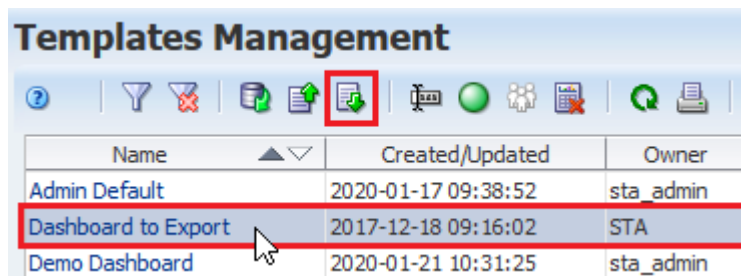 Templates Management
Name Created/Updated Owner
Admin Default 2020-01-17 09:38:52 sta_admin
Dashboard to Export 2017-12-18 09:16:02 STA
Demo Dashboard 2020-01-21 10:31:25 sta_admin